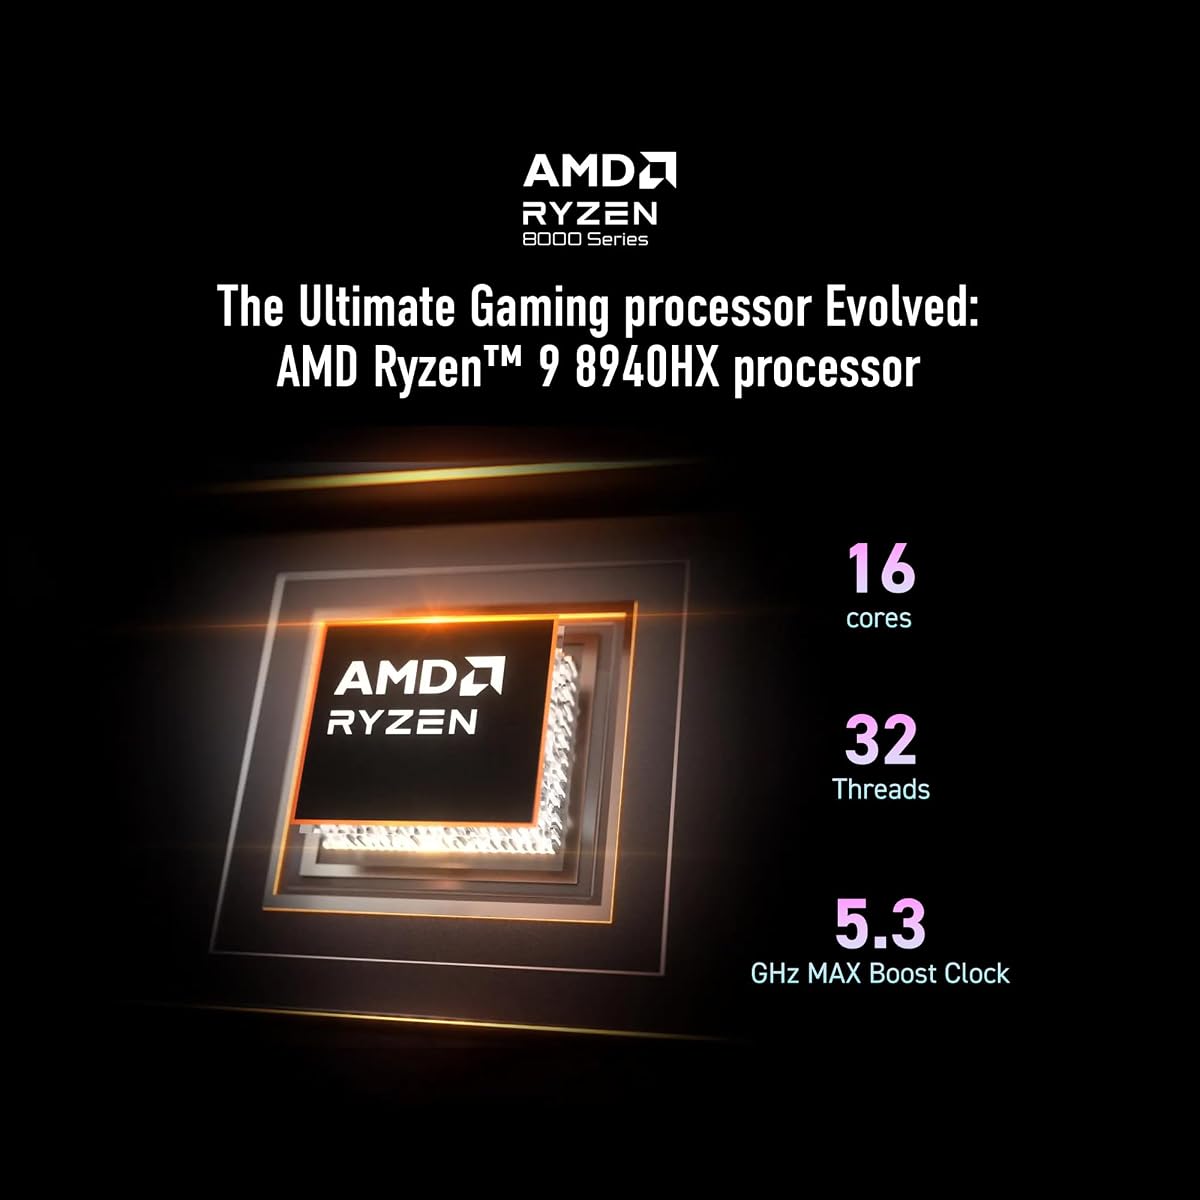 AMD
RYZEN
8000 Series
The Ultimate Gaming processor Evolved:
AMD Ryzen™ 9 8940HX processor
AMD
RYZEN
16
cores
32
Threads
5.3
GHz MAX Boost Clock